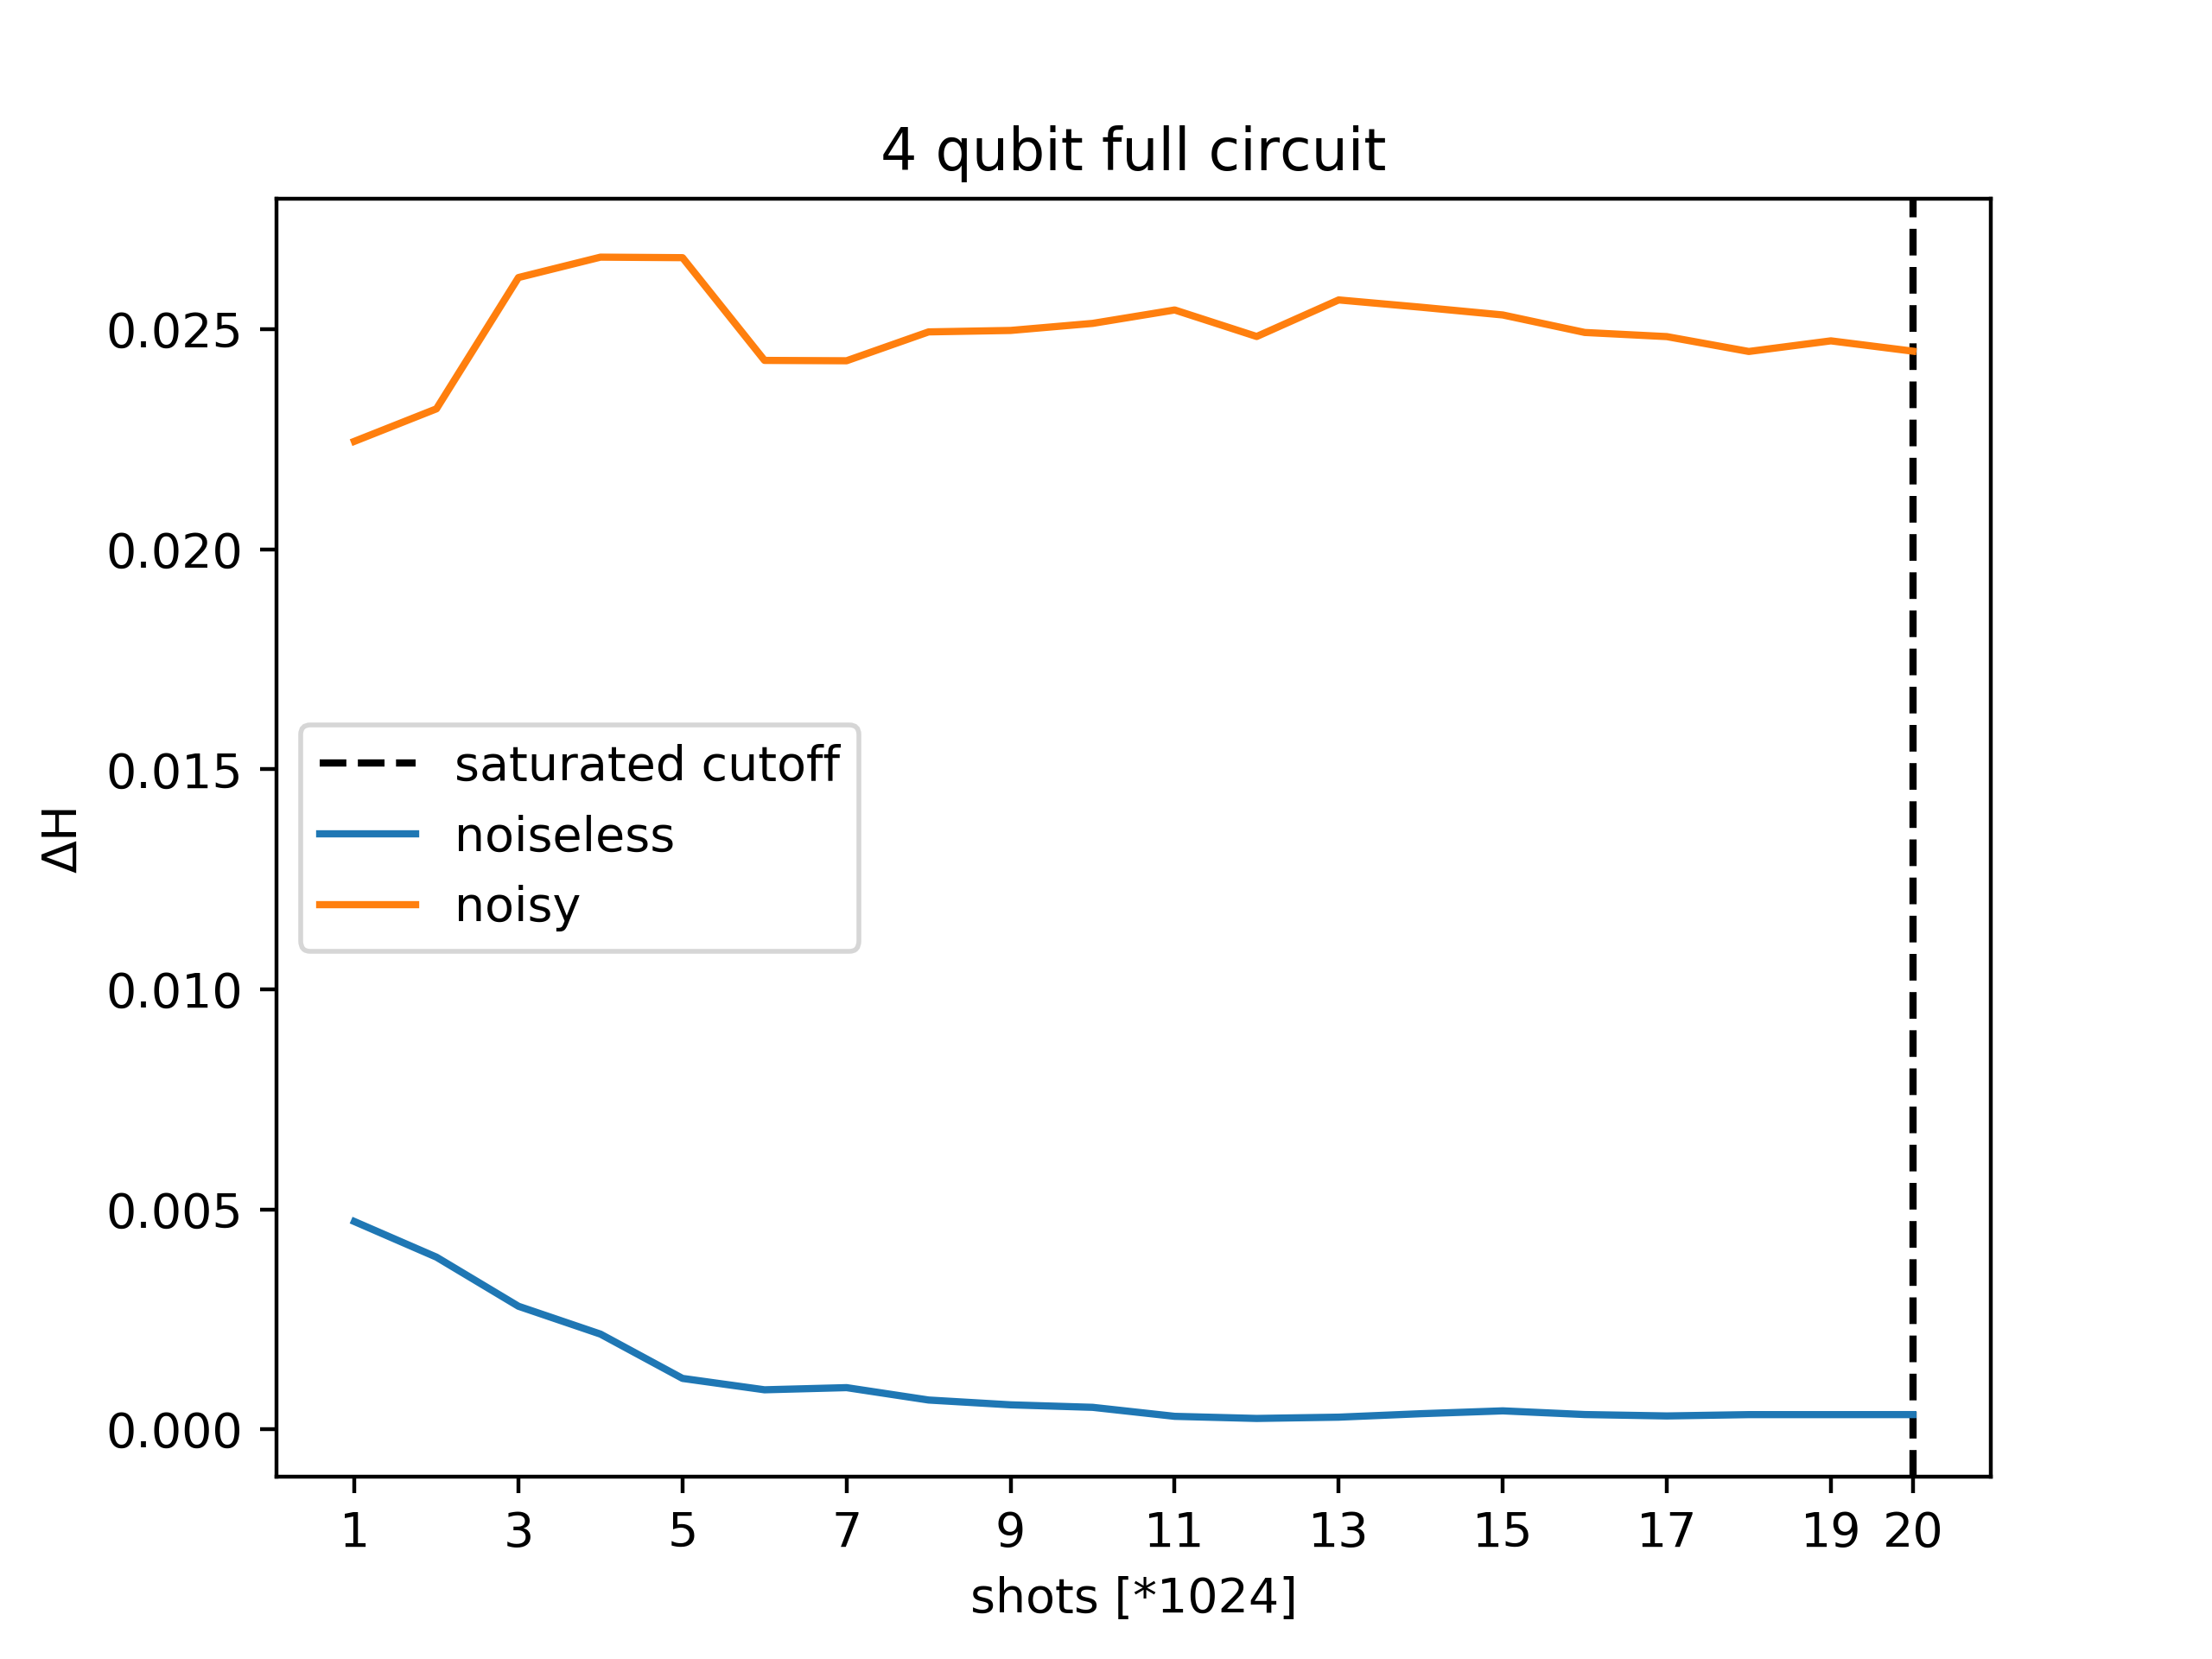 4 qubit full circuit
ΔH
0.025
0.020
0.015
0.010
0.005
0.000
saturated cutoff
noiseless
noisy
1 3 5 7 9 11 13 15 17 19 20
shots [*1024]